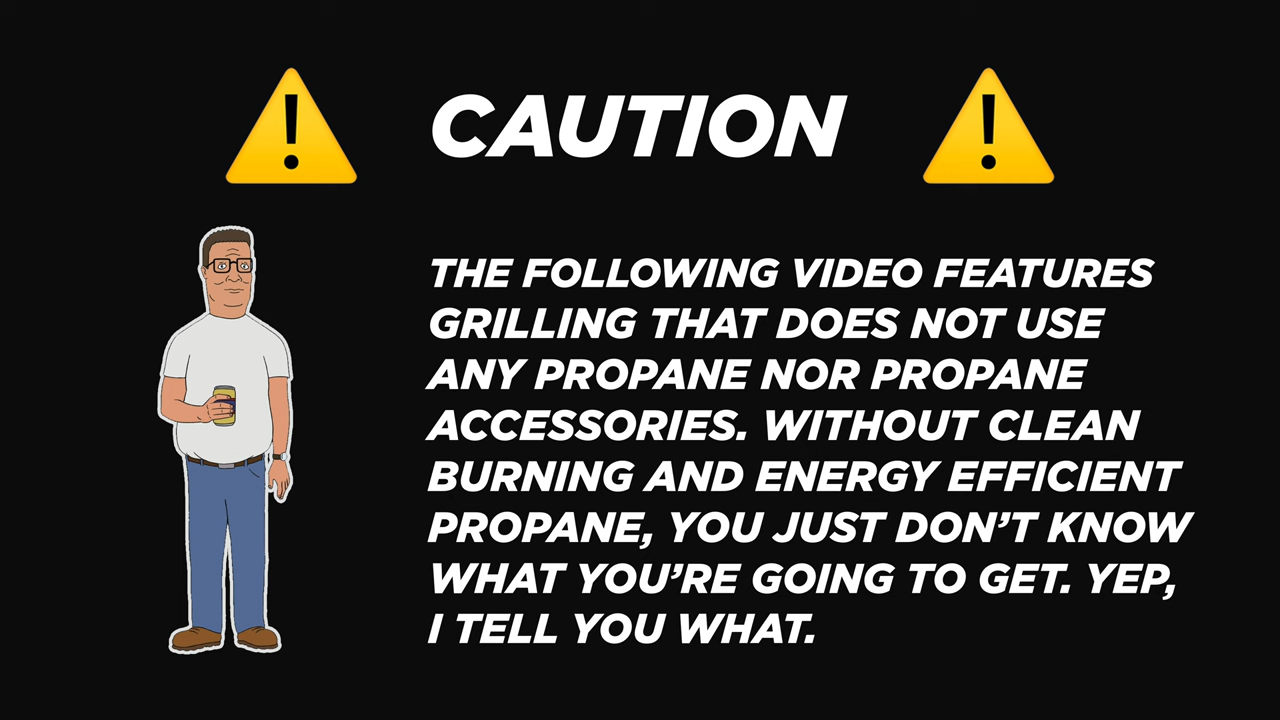 CAUTION
THE FOLLOWING VIDEO FEATURES
GRILLING THAT DOES NOT USE
ANY PROPANE NOR PROPANE
ACCESSORIES. WITHOUT CLEAN
BURNING AND ENERGY EFFICIENT
PROPANE, YOU JUST DON’T KNOW
WHAT YOU’RE GOING TO GET. YEP,
I TELL YOU WHAT.